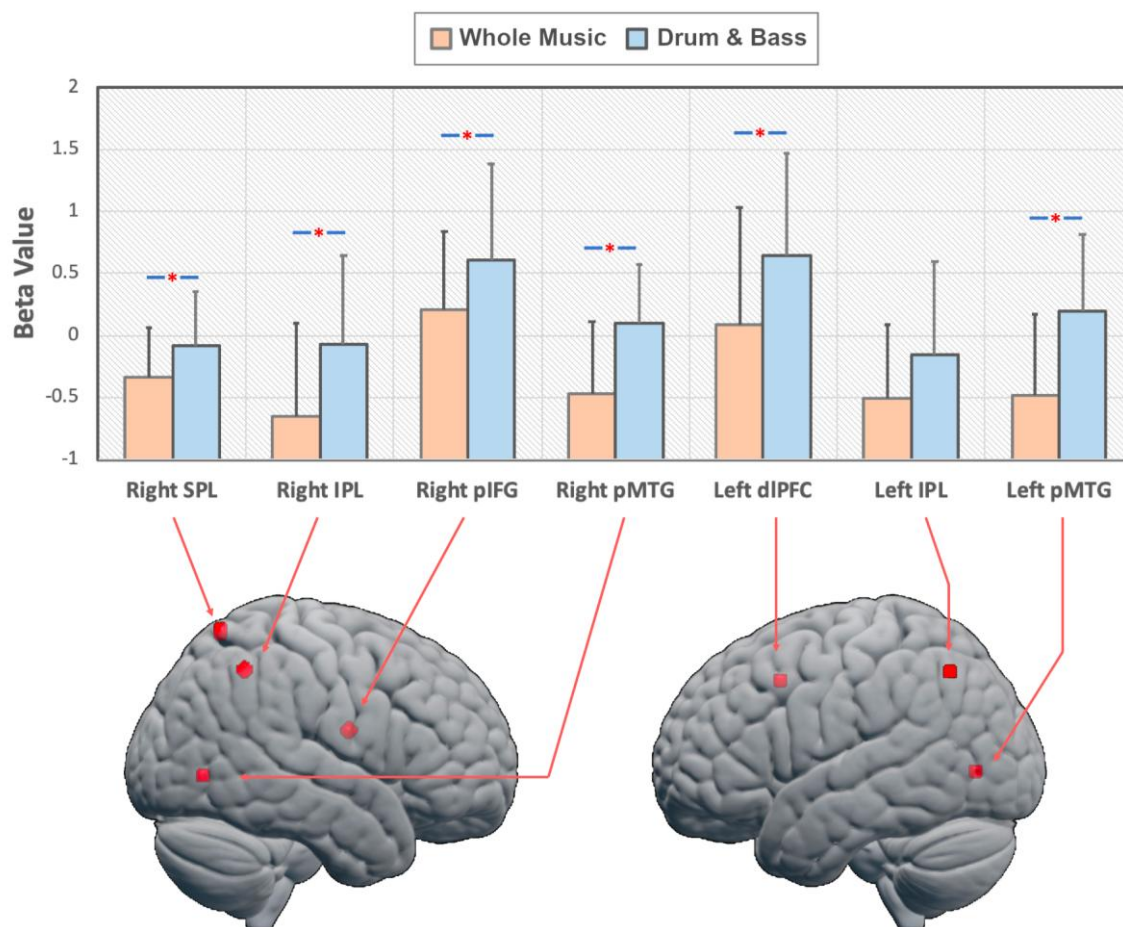 Whole Music Drum & Bass
Beta Value
2
1.5
1
0.5
0
-0.5
-1
* * * * * *
Right SPL Right IPL Right pIFG Right pMTG Left dlPFC Left IPL Left pMTG